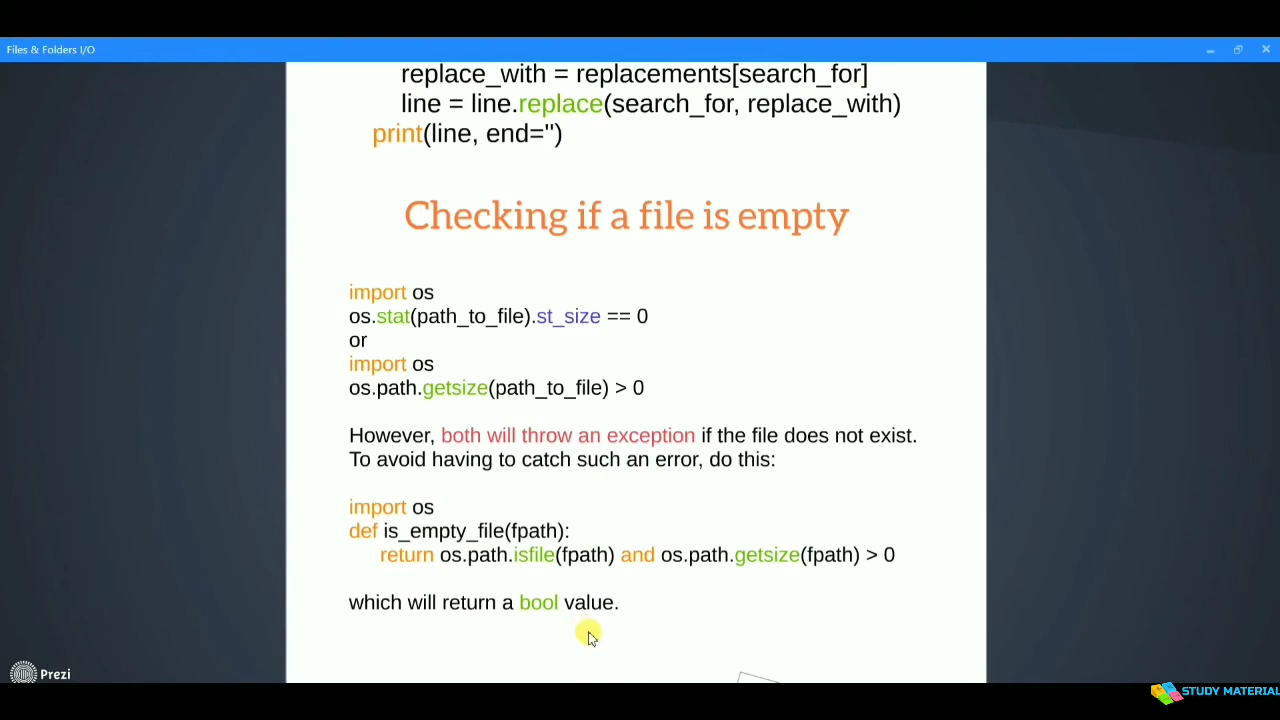 Files & Folders I/O
replace_with = replacements[search_for]
line = line.replace(search_for, replace_with)
print(line, end='')
Checking if a file is empty
import os
os.stat(path_to_file).st_size == 0
or
import os
os.path.getsize(path_to_file) > 0
However, both will throw an exception if the file does not exist.
To avoid having to catch such an error, do this:
import os
def is_empty_file(fpath):
return os.path.isfile(fpath) and os.path.getsize(fpath) > 0
which will return a bool value.
Prezi
STUDY MATERIAL